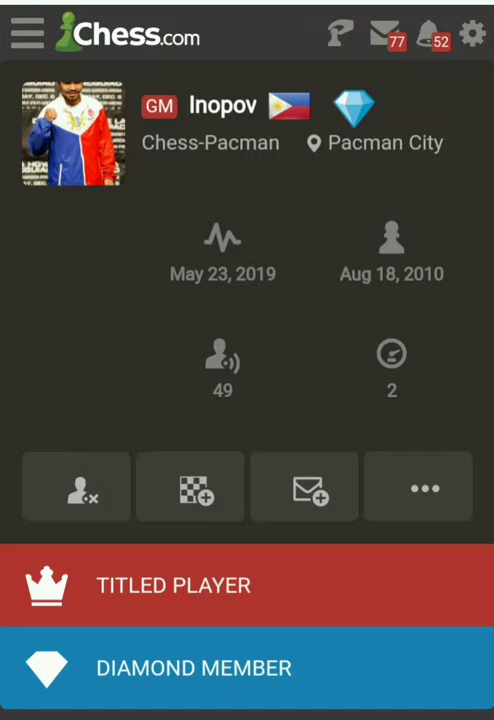 Chess.com
77
52
GM Inopov
Chess-Pacman Pacman City
May 23, 2019 Aug 18, 2010
49 2
TITLED PLAYER
DIAMOND MEMBER